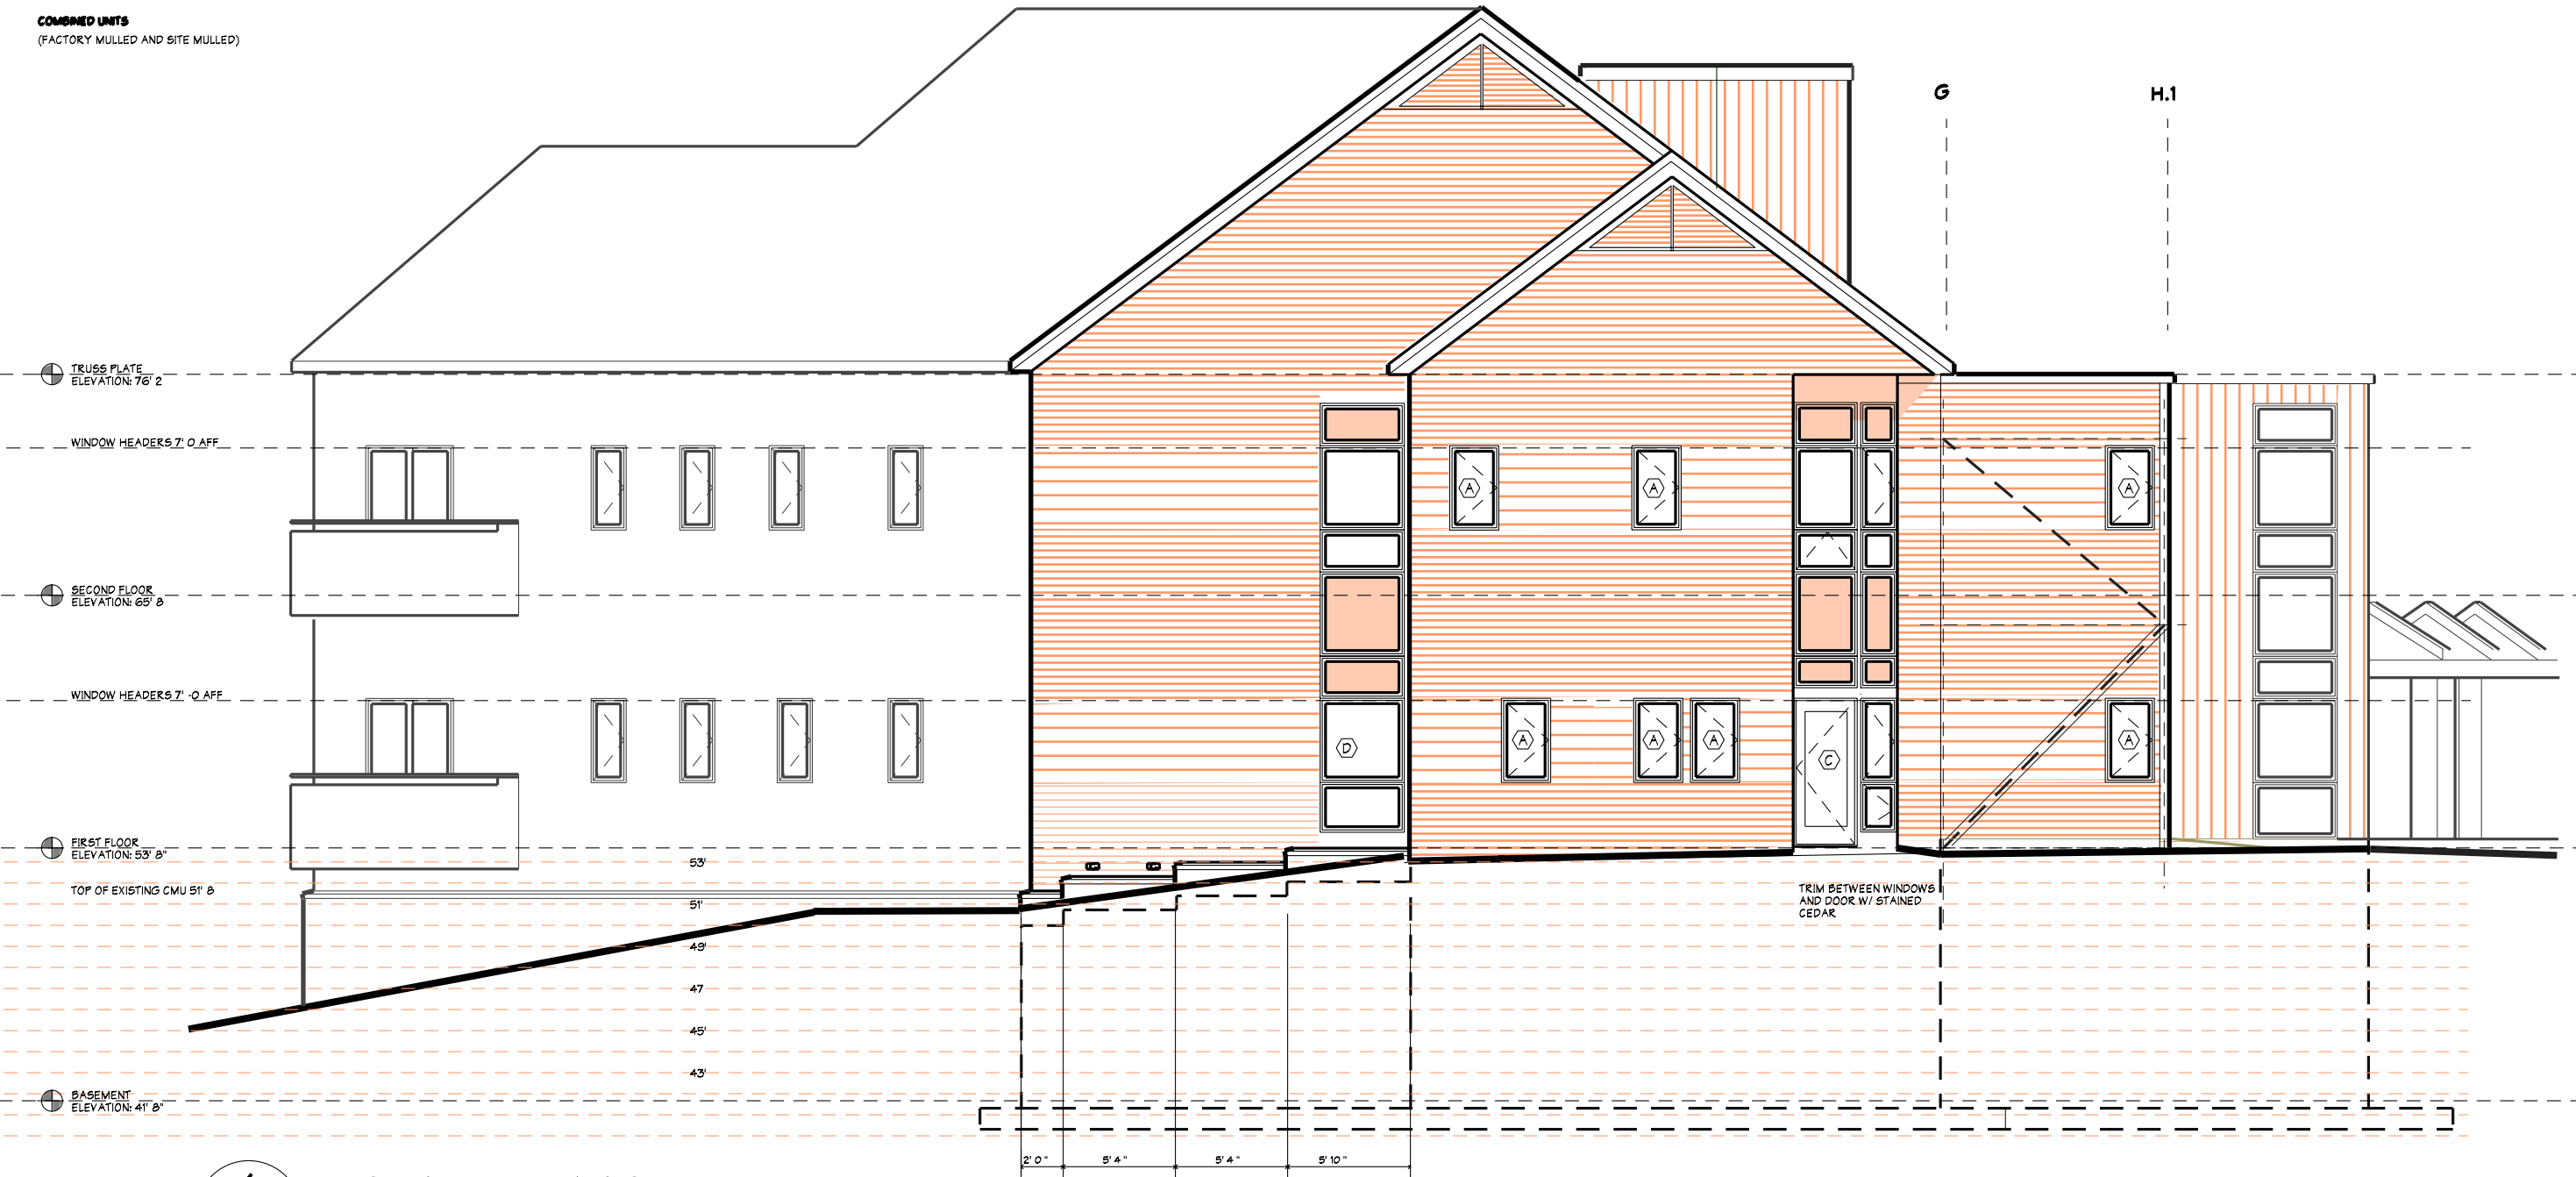 COMBINED UNITS
(FACTORY MULLED AND SITE MULLED)
G
H.1
TRUSS PLATE
ELEVATION: 76' 2
WINDOW HEADERS 7' 0 AFF
A
A
A
SECOND FLOOR
ELEVATION: 65' 8
WINDOW HEADERS 7' -0 AFF
D
A
A
A
C
A
FIRST FLOOR
ELEVATION: 53' 8"
53'
TOP OF EXISTING CMU 51' 8
51'
TRIM BETWEEN WINDOWS
AND DOOR W/ STAINED
CEDAR
49'
47
45'
43'
BASEMENT
ELEVATION: 41' 8"
2' 0"
5' 4"
5' 4"
5' 10"